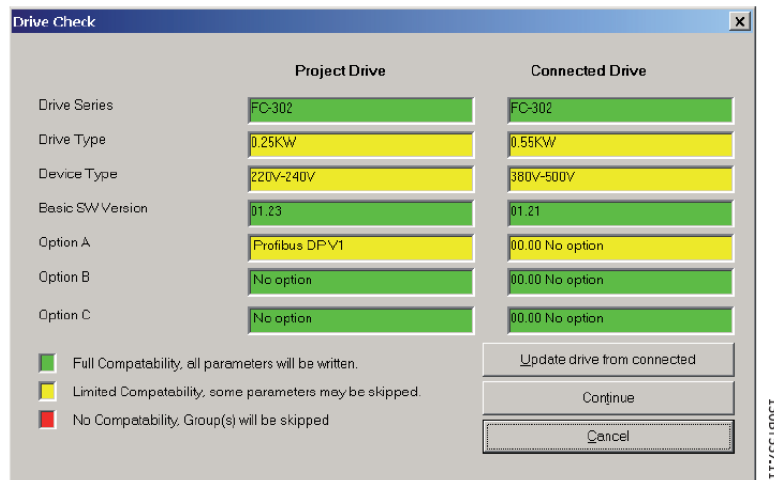 Drive Check
Project Drive Connected Drive
Drive Series FC-302 FC-302
Drive Type 0.25KW 0.55KW
Device Type 220V-240V 380V-500V
Basic SW Version 01.23 01.21
Option A Profibus DPV1 00.00 No option
Option B No option 00.00 No option
Option C No option 00.00 No option
Full Compatability, all parameters will be written.
Limited Compatability, some parameters may be skipped.
No Compatability, Group(s) will be skipped
Update drive from connected
Continue
Cancel